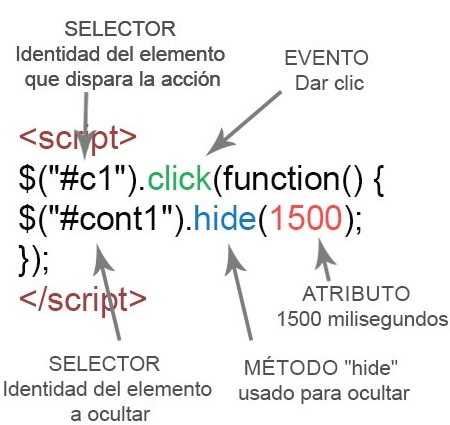 SELECTOR
Identidad del elemento
que dispara la acción
EVENTO
Dar clic
<script>
$("#c1").click(function() {
$("#cont1").hide(1500);
});
</script>
ATRIBUTO
1500 milisegundos
SELECTOR
Identidad del elemento
a ocultar
MÉTODO "hide"
usado para ocultar